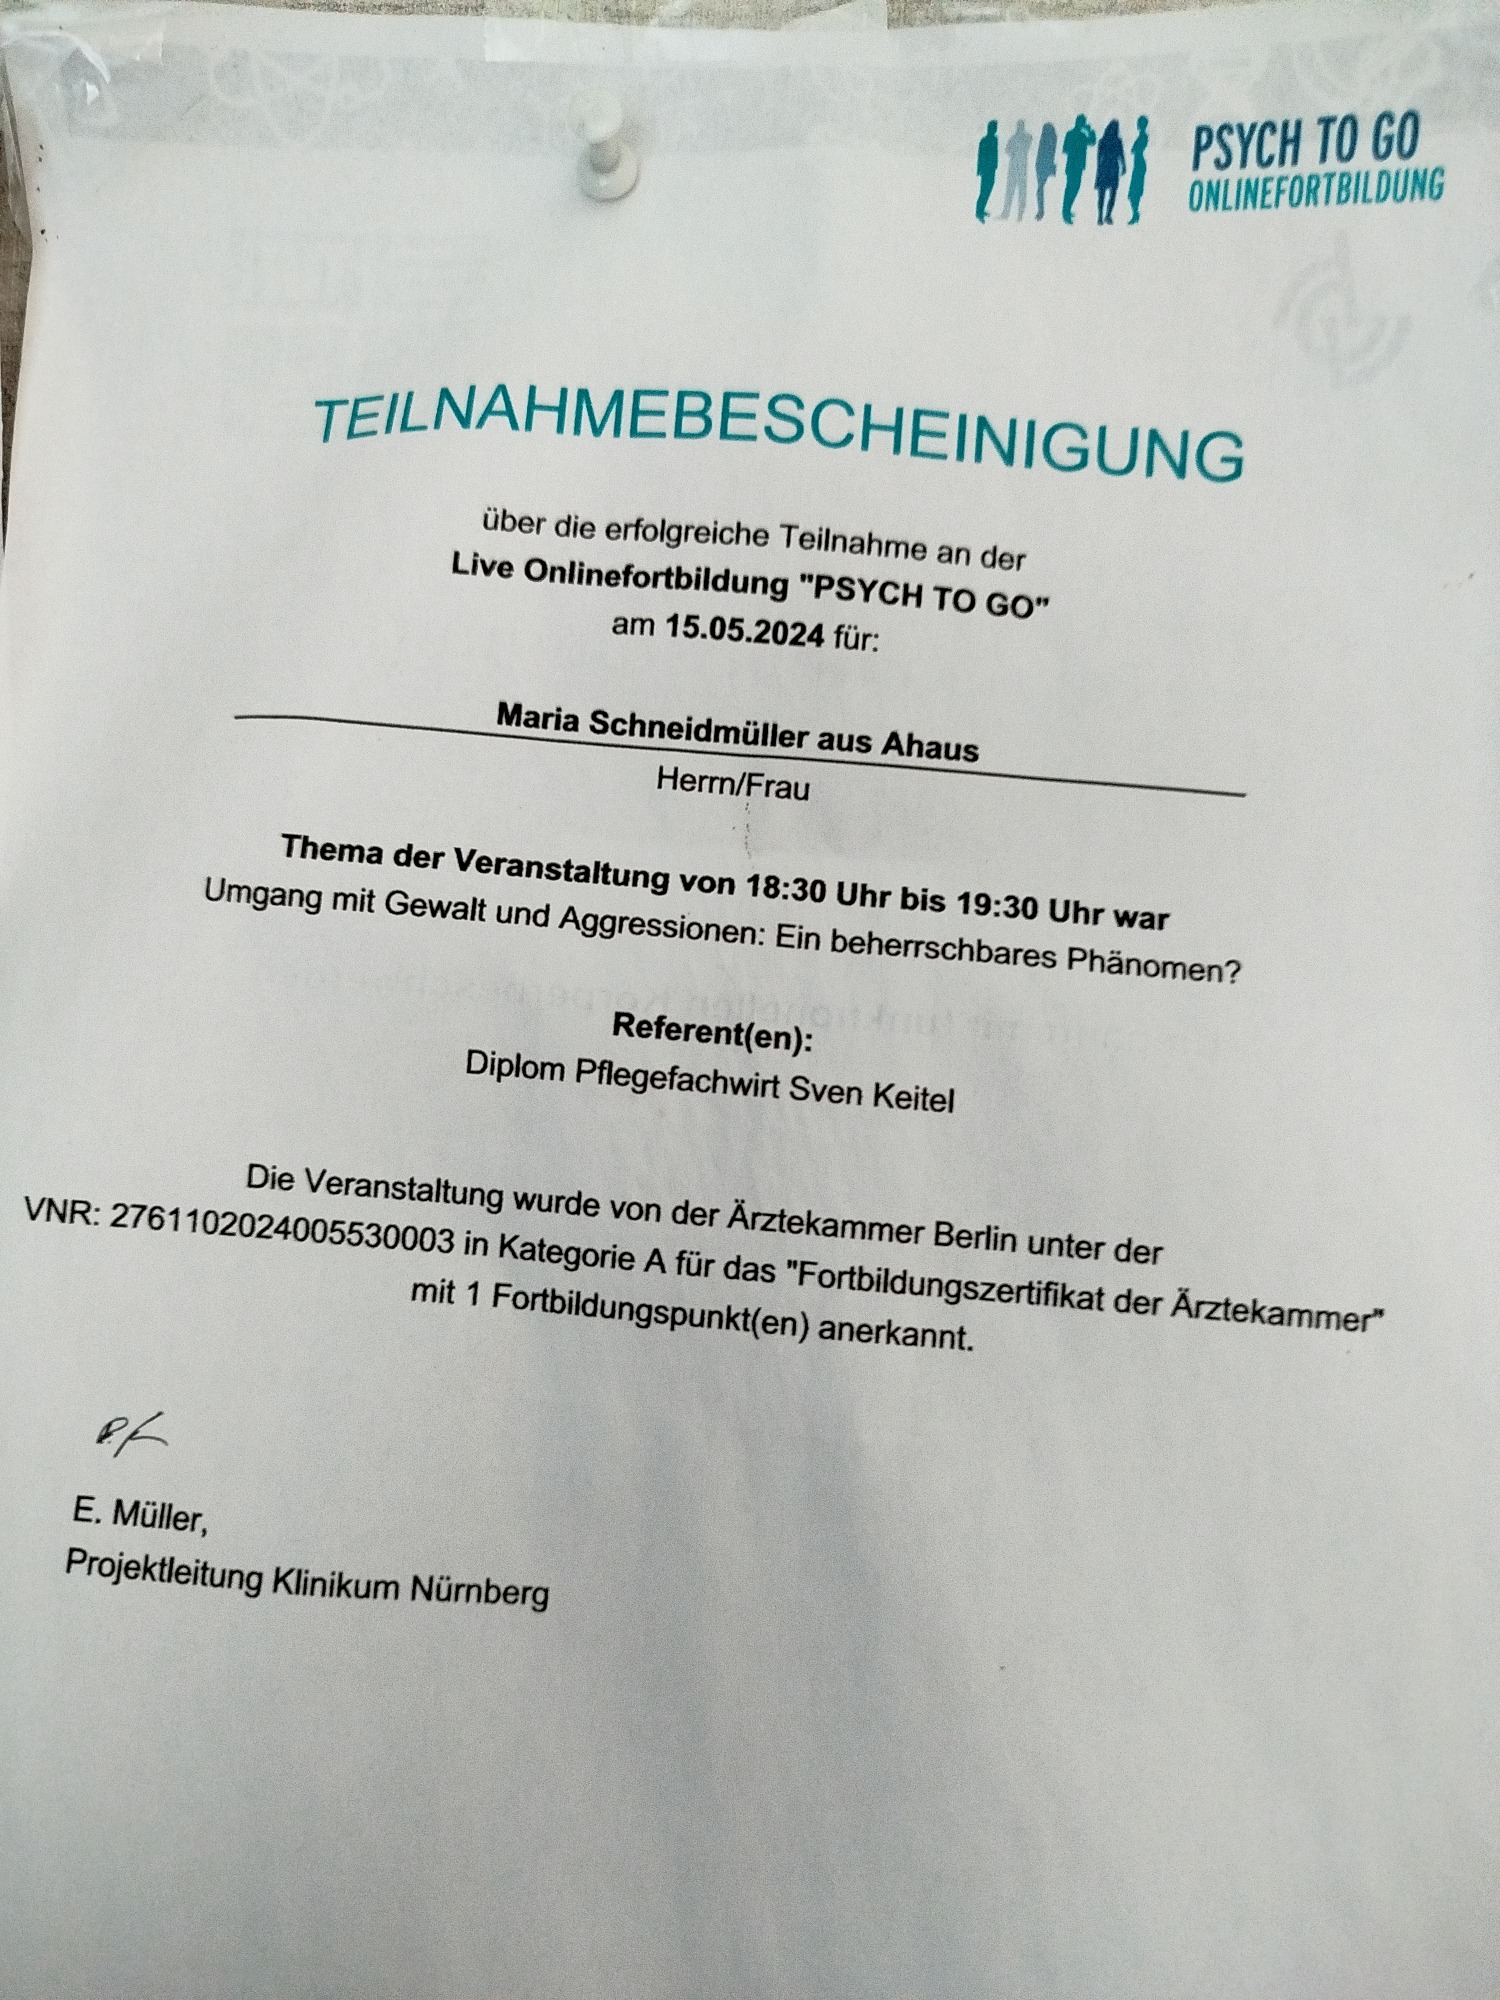 PSYCH TO GO
ONLINEFORTBILDUNG
TEILNAHMEBESCHEINIGUNG
über die erfolgreiche Teilnahme an der
Live Onlinefortbildung "PSYCH TO GO"
am 15.05.2024 für:
Maria Schneidmüller aus Ahaus
Herrn/Frau
Thema der Veranstaltung von 18:30 Uhr bis 19:30 Uhr war
Umgang mit Gewalt und Aggressionen: Ein beherrschbares Phänomen?
Referent(en):
Diplom Pflegefachwirt Sven Keitel
Die Veranstaltung wurde von der Ärztekammer Berlin unter der
VNR: 2761102024005530003 in Kategorie A für das "Fortbildungszertifikat der Ärztekammer"
mit 1 Fortbildungspunkt(en) anerkannt.
E. Müller,
Projektleitung Klinikum Nürnberg